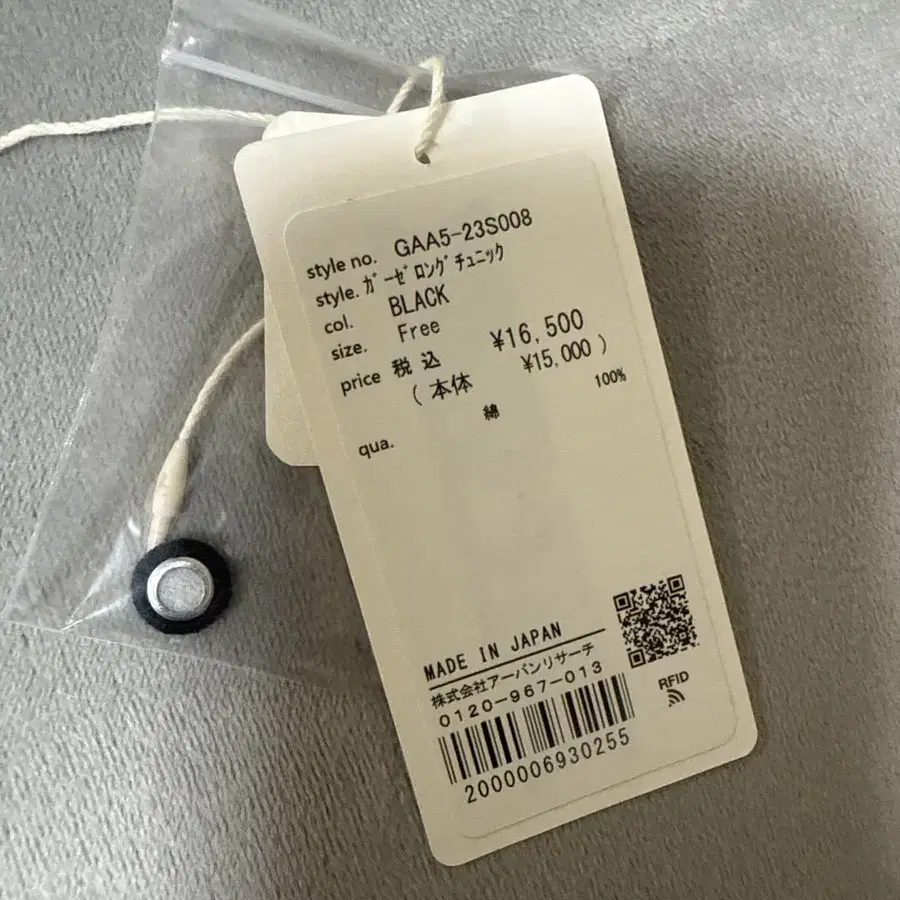 style no. GAA5-23S008
style. ｶﾞｰｾﾞﾛﾝｸﾞﾁｭﾆｯｸ
col. BLACK
size. Free
price 税込 ¥16,500
(本体 ¥15,000)
綿 100%
qua.
MADE IN JAPAN
株式会社アーバンリサーチ
0120-967-013
2000006930255
RFID